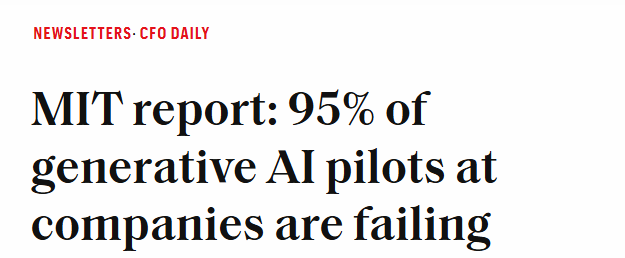 NEWSLETTERS· CFO DAILY
MIT report: 95% of
generative AI pilots at
companies are failing